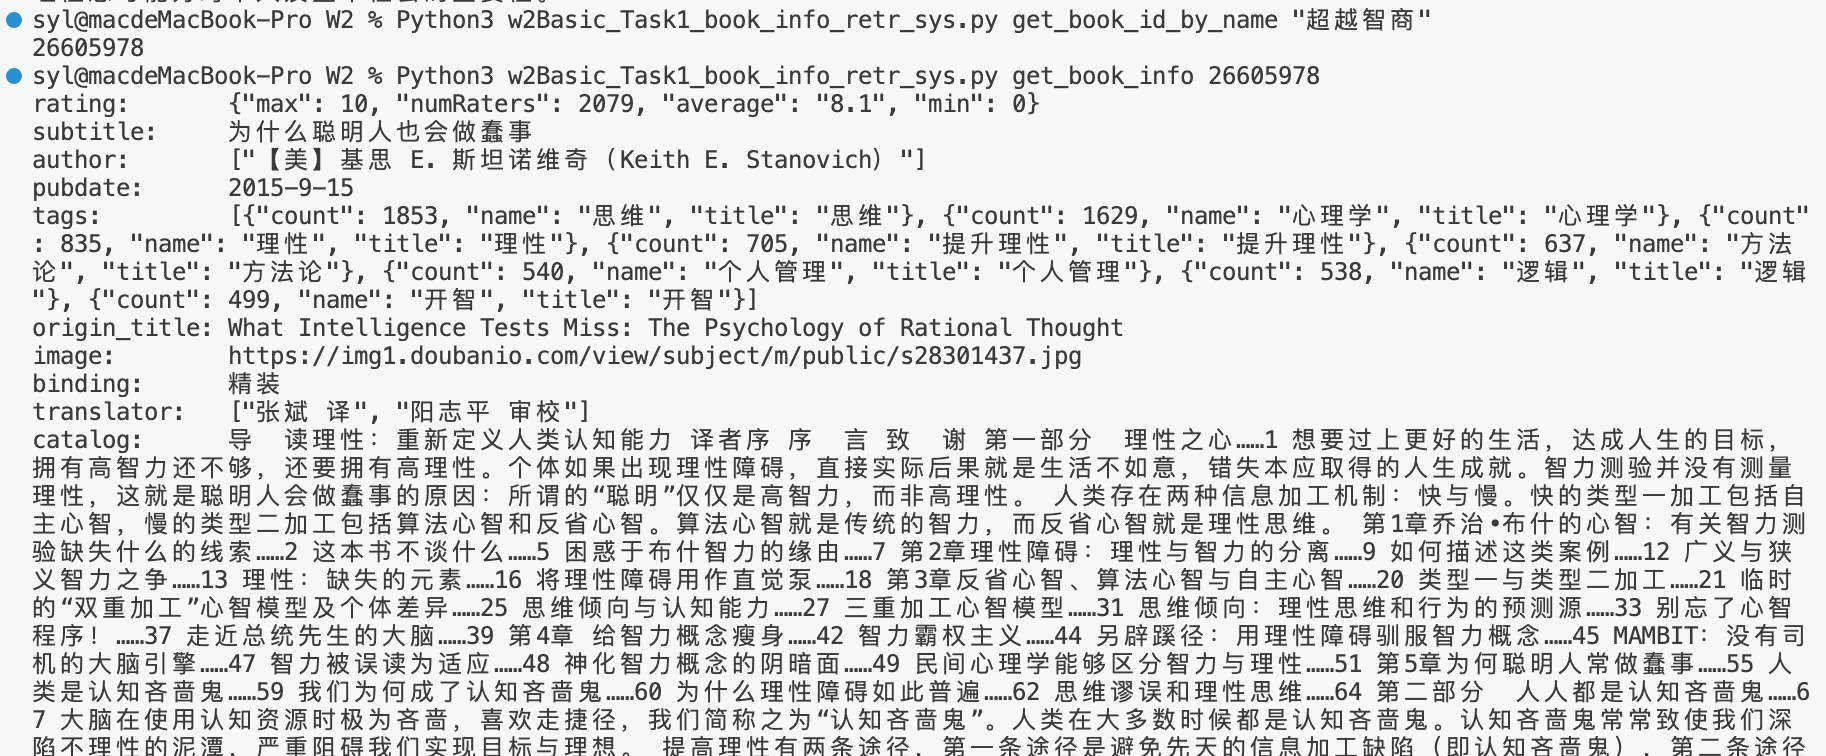 syl@macdeMacBook-Pro W2 % Python3 w2Basic_Task1_book_info_retr_sys.py get_book_id_by_name "超越智商"
26605978
syl@macdeMacBook-Pro W2 % Python3 w2Basic_Task1_book_info_retr_sys.py get_book_info 26605978
rating:       {"max": 10, "numRaters": 2079, "average": "8.1", "min": 0}
subtitle:     为什么聪明人也会做蠢事
author:       ["【美】基思 E. 斯坦诺维奇（Keith E. Stanovich）"]
pubdate:      2015-9-15
tags:         [{"count": 1853, "name": "思维", "title": "思维"}, {"count": 1629, "name": "心理学", "title": "心理学"}, {"count"
: 835, "name": "理性", "title": "理性"}, {"count": 705, "name": "提升理性", "title": "提升理性"}, {"count": 637, "name": "方法
论", "title": "方法论"}, {"count": 540, "name": "个人管理", "title": "个人管理"}, {"count": 538, "name": "逻辑", "title": "逻辑
"}, {"count": 499, "name": "开智", "title": "开智"}]
origin_title: What Intelligence Tests Miss: The Psychology of Rational Thought
image:        https://img1.doubanio.com/view/subject/m/public/s28301437.jpg
binding:      精装
translator:   ["张斌 译", "阳志平 审校"]
catalog:      导　读理性：重新定义人类认知能力 译者序 序　言 致　谢 第一部分　理性之心……1 想要过上更好的生活，达成人生的目标，
拥有高智力还不够，还要拥有高理性。个体如果出现理性障碍，直接实际后果就是生活不如意，错失本应取得的人生成就。智力测验并没有测量
理性，这就是聪明人会做蠢事的原因：所谓的“聪明”仅仅是高智力，而非高理性。 人类存在两种信息加工机制：快与慢。快的类型一加工包括自
主心智，慢的类型二加工包括算法心智和反省心智。算法心智就是传统的智力，而反省心智就是理性思维。 第1章乔治•布什的心智：有关智力测
验缺失什么的线索……2 这本书不谈什么……5 困惑于布什智力的缘由……7 第2章理性障碍：理性与智力的分离……9 如何描述这类案例……12 广义与狭
义智力之争……13 理性：缺失的元素……16 将理性障碍用作直觉泵……18 第3章反省心智、算法心智与自主心智……20 类型一与类型二加工……21 临时
的“双重加工”心智模型及个体差异……25 思维倾向与认知能力……27 三重加工心智模型……31 思维倾向：理性思维和行为的预测源……33 别忘了心智
程序！……37 走近总统先生的大脑……39 第4章 给智力概念瘦身……42 智力霸权主义……44 另辟蹊径：用理性障碍驯服智力概念……45 MAMBIT：没有司
机的大脑引擎……47 智力被误读为适应……48 神化智力概念的阴暗面……49 民间心理学能够区分智力与理性……51 第5章为何聪明人常做蠢事……55 人
类是认知吝啬鬼……59 我们为何成了认知吝啬鬼……60 为什么理性障碍如此普遍……62 思维谬误和理性思维……64 第二部分　人人都是认知吝啬鬼……6
7 大脑在使用认知资源时极为吝啬，喜欢走捷径，我们简称之为“认知吝啬鬼”。人类在大多数时候都是认知吝啬鬼。认知吝啬鬼常常致使我们深
陷不理性的泥潭，严重阻碍我们实现目标与理想。 提高理性有两条途径，第一条途径是避免先天的信息加工缺陷（即认知吝啬鬼），第二条途径